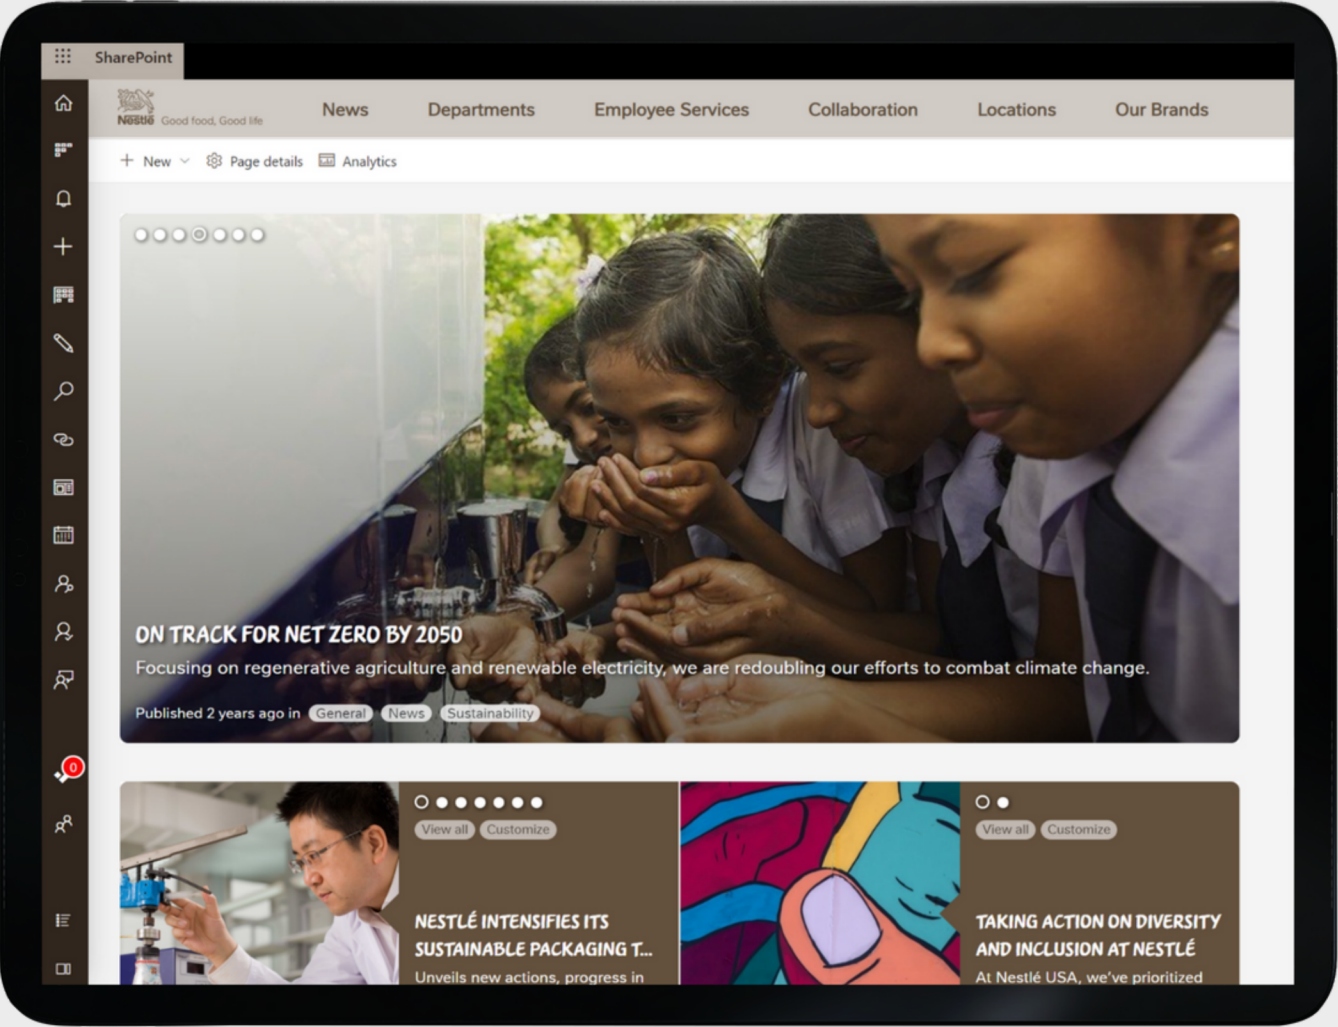 SharePoint
Nestlé Good food, Good life
News Departments Employee Services Collaboration Locations Our Brands
New Page details Analytics
ON TRACK FOR NET ZERO BY 2050
Focusing on regenerative agriculture and renewable electricity, we are redoubling our efforts to combat climate change.
Published 2 years ago in General News Sustainability
0
View all Customize
NESTLÉ INTENSIFIES ITS
SUSTAINABLE PACKAGING T...
Unveils new actions, progress in
View all Customize
TAKING ACTION ON DIVERSITY
AND INCLUSION AT NESTLÉ
At Nestlé USA, we've prioritized